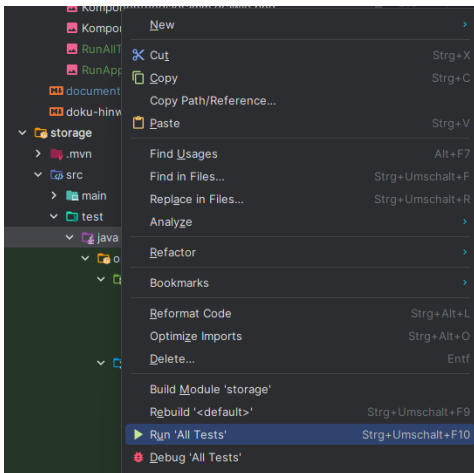 New
Kompor
Cut Strg+X
RunAllT
Copy Strg+C
RunApp
Copy Path/Reference...
document
Paste Strg+V
doku-hinw
storage
Find Usages Alt+F7
.mvn
Find in Files... Strg+Umschalt+F
src
Replace in Files... Strg+Umschalt+R
main
Analyze
test
java
Refactor
o
Bookmarks
Reformat Code Strg+Alt+L
Optimize Imports Strg+Alt+O
Delete... Entf
Build Module 'storage'
Rebuild '<default>' Strg+Umschalt+F9
Run 'All Tests' Strg+Umschalt+F10
Debug 'All Tests'